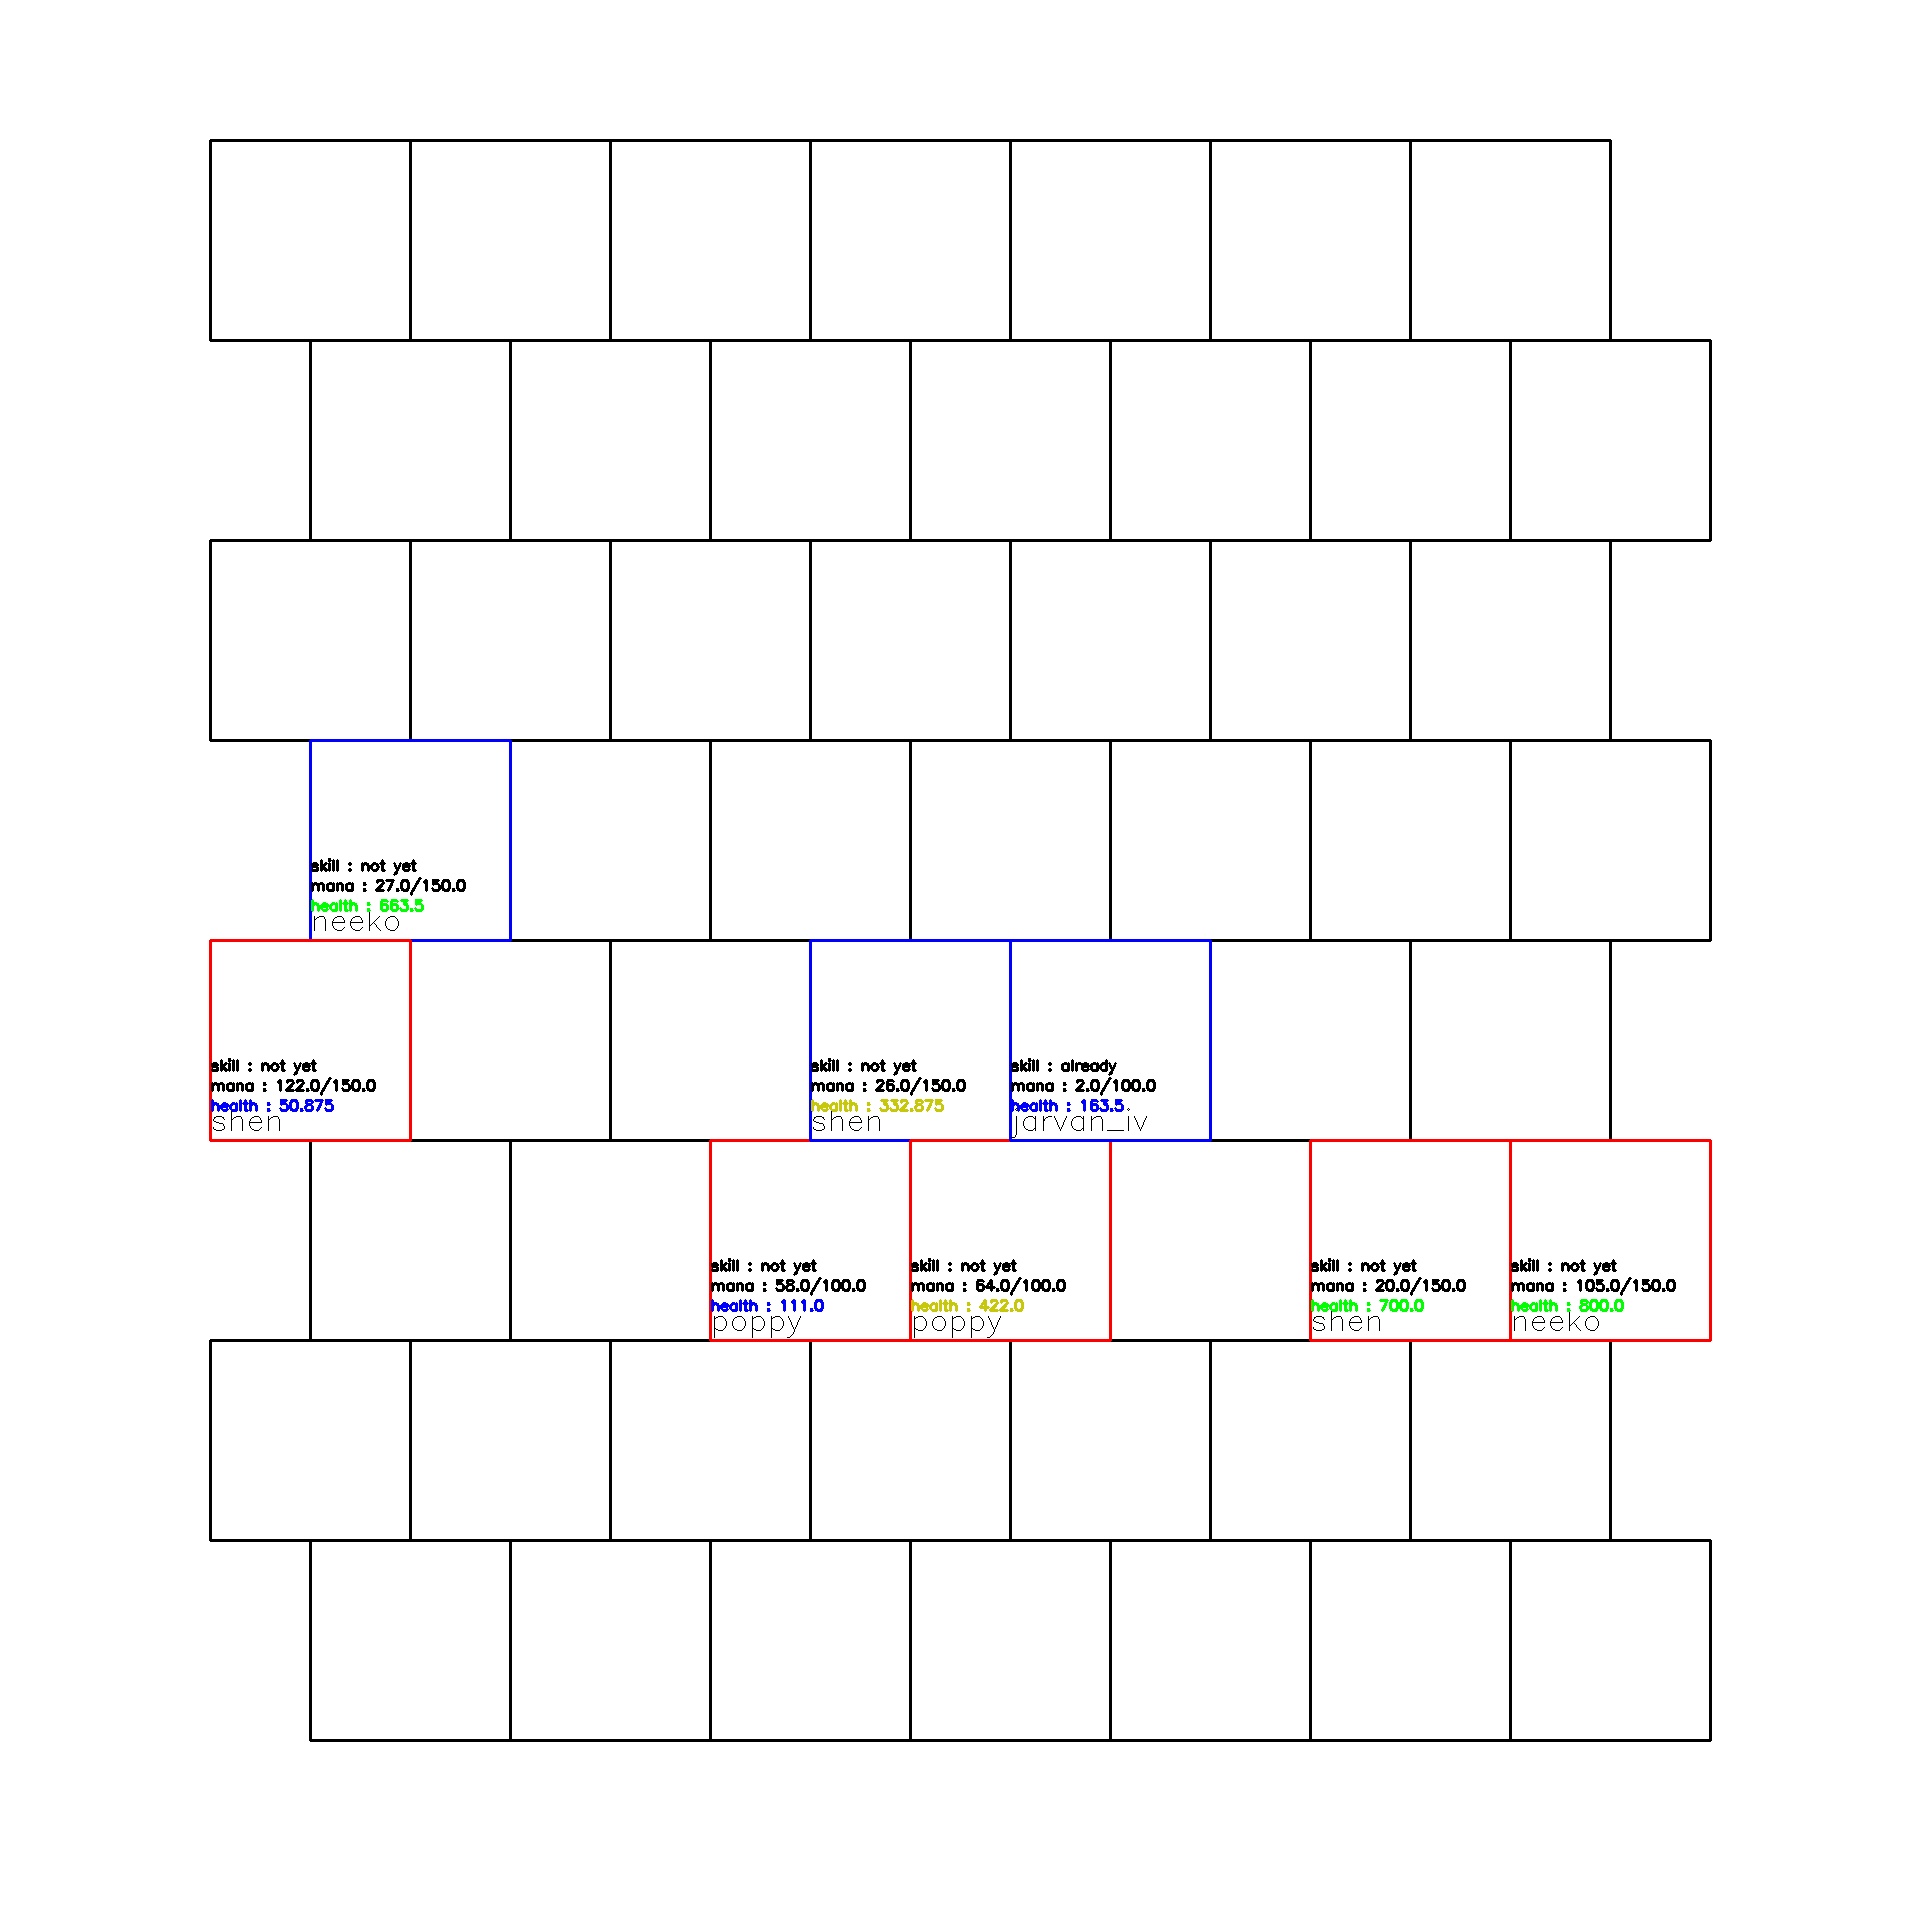 skill : not yet
mana : 27.0/150.0
health : 663.5
neeko
skill : not yet
mana : 122.0/150.0
health : 50.875
shen
skill : not yet
mana : 26.0/150.0
health : 332.875
shen
skill : already
mana : 2.0/100.0
health : 163.5
jarvan_iv
skill : not yet
mana : 58.0/100.0
health : 111.0
poppy
skill : not yet
mana : 64.0/100.0
health : 422.0
poppy
skill : not yet
mana : 20.0/150.0
health : 700.0
shen
skill : not yet
mana : 105.0/150.0
health : 800.0
neeko